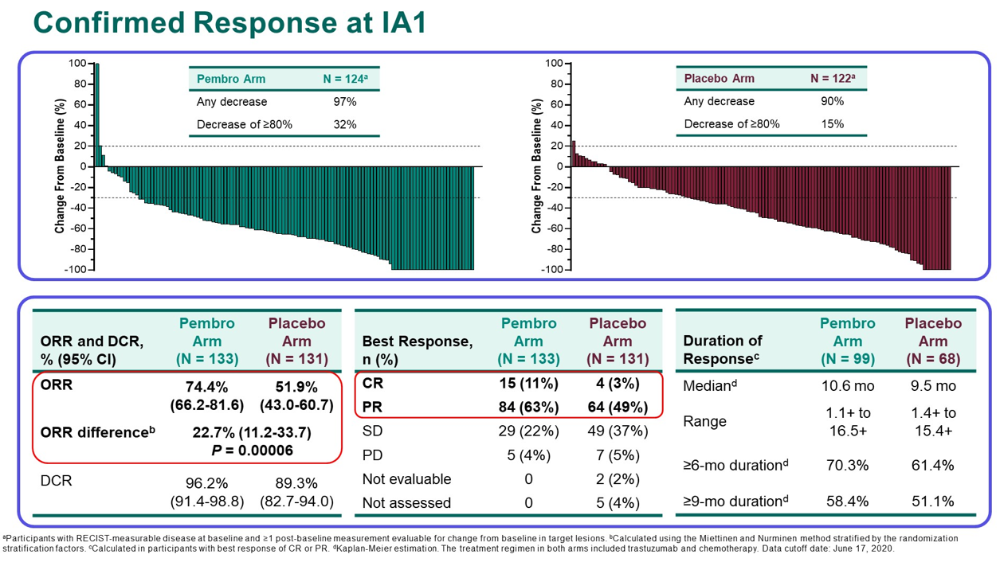 Confirmed Response at IA1
Change From Baseline (%)
100
80
60
40
20
0
-20
-40
-60
-80
-100
Pembro Arm N = 124ᵃ
Any decrease 97%
Decrease of ≥80% 32%
Change From Baseline (%)
100
80
60
40
20
0
-20
-40
-60
-80
-100
Placebo Arm N = 122ᵃ
Any decrease 90%
Decrease of ≥80% 15%
ORR and DCR,
% (95% CI)
Pembro
Arm
(N = 133)
Placebo
Arm
(N = 131)
ORR 74.4% 51.9%
(66.2-81.6) (43.0-60.7)
ORR differenceᵇ 22.7% (11.2-33.7)
P = 0.00006
DCR 96.2% 89.3%
(91.4-98.8) (82.7-94.0)
Best Response,
n (%)
Pembro
Arm
(N = 133)
Placebo
Arm
(N = 131)
CR 15 (11%) 4 (3%)
PR 84 (63%) 64 (49%)
SD 29 (22%) 49 (37%)
PD 5 (4%) 7 (5%)
Not evaluable 0 2 (2%)
Not assessed 0 5 (4%)
Duration of
Responseᶜ
Pembro
Arm
(N = 99)
Placebo
Arm
(N = 68)
Medianᵈ 10.6 mo 9.5 mo
Range 1.1+ to 1.4+ to
16.5+ 15.4+
≥6-mo durationᵈ 70.3% 61.4%
≥9-mo durationᵈ 58.4% 51.1%
ᵃParticipants with RECIST-measurable disease at baseline and ≥1 post-baseline measurement evaluable for change from baseline in target lesions. ᵇCalculated using the Miettinen and Nurminen method stratified by the randomization
stratification factors. ᶜCalculated in participants with best response of CR or PR. ᵈKaplan-Meier estimation. The treatment regimen in both arms included trastuzumab and chemotherapy. Data cutoff date: June 17, 2020.